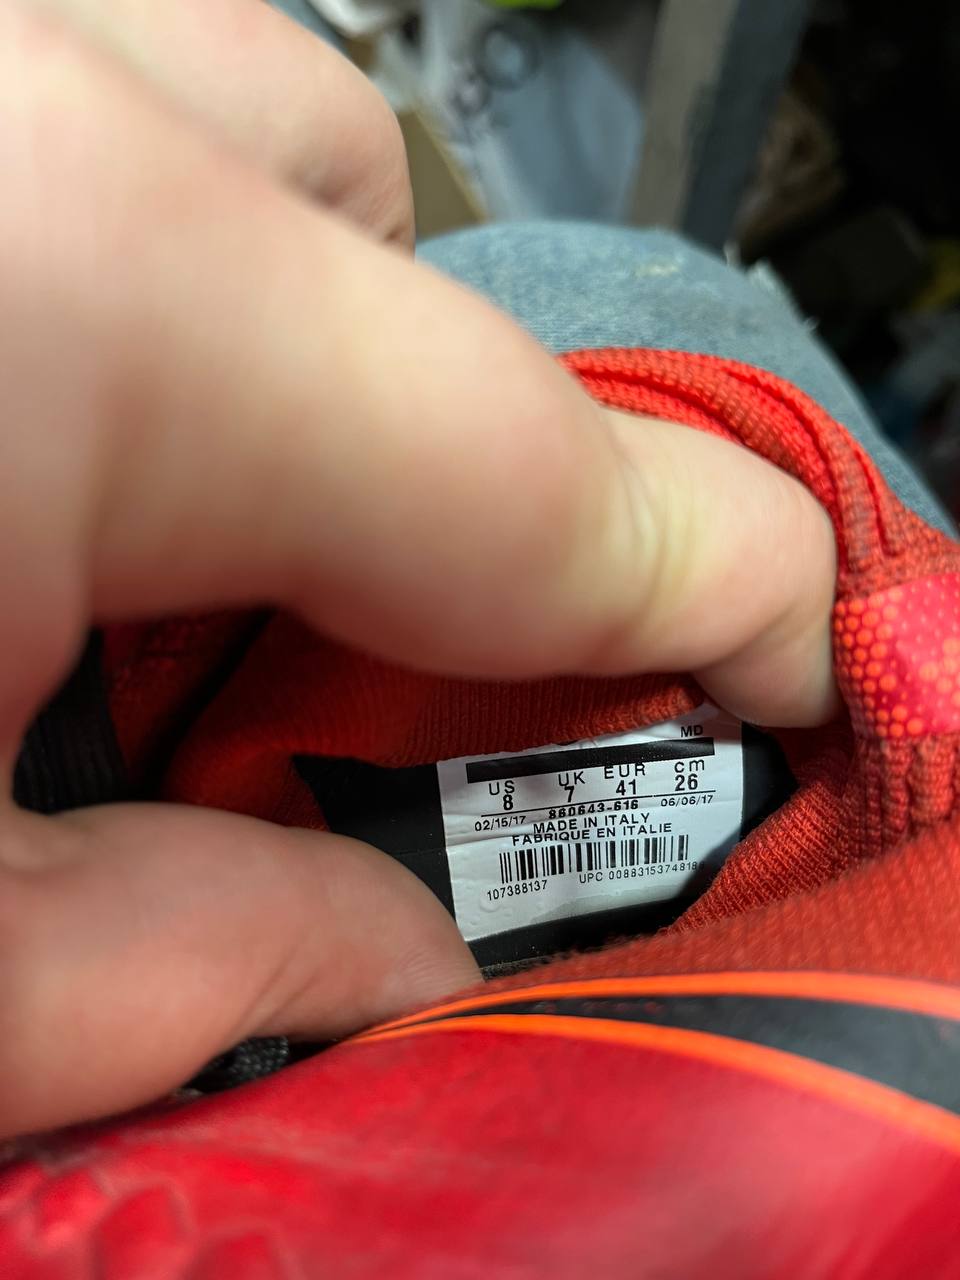 MD
US UK EUR cm
8 7 41 26
02/15/17 860643-616 06/06/17
MADE IN ITALY
FABRIQUE EN ITALIE
107388137 UPC 0088315374818